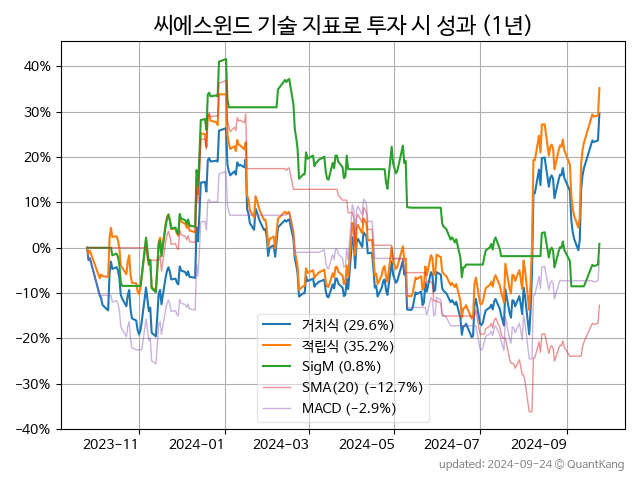 씨에스윈드 기술 지표로 투자 시 성과 (1년)
40%
30%
20%
10%
0%
−10%
−20%
−30%
−40%
거치식 (29.6%)
적립식 (35.2%)
SigM (0.8%)
SMA(20) (−12.7%)
MACD (−2.9%)
2023-11
2024-01
2024-03
2024-05
2024-07
2024-09
updated: 2024-09-24 © QuantKang